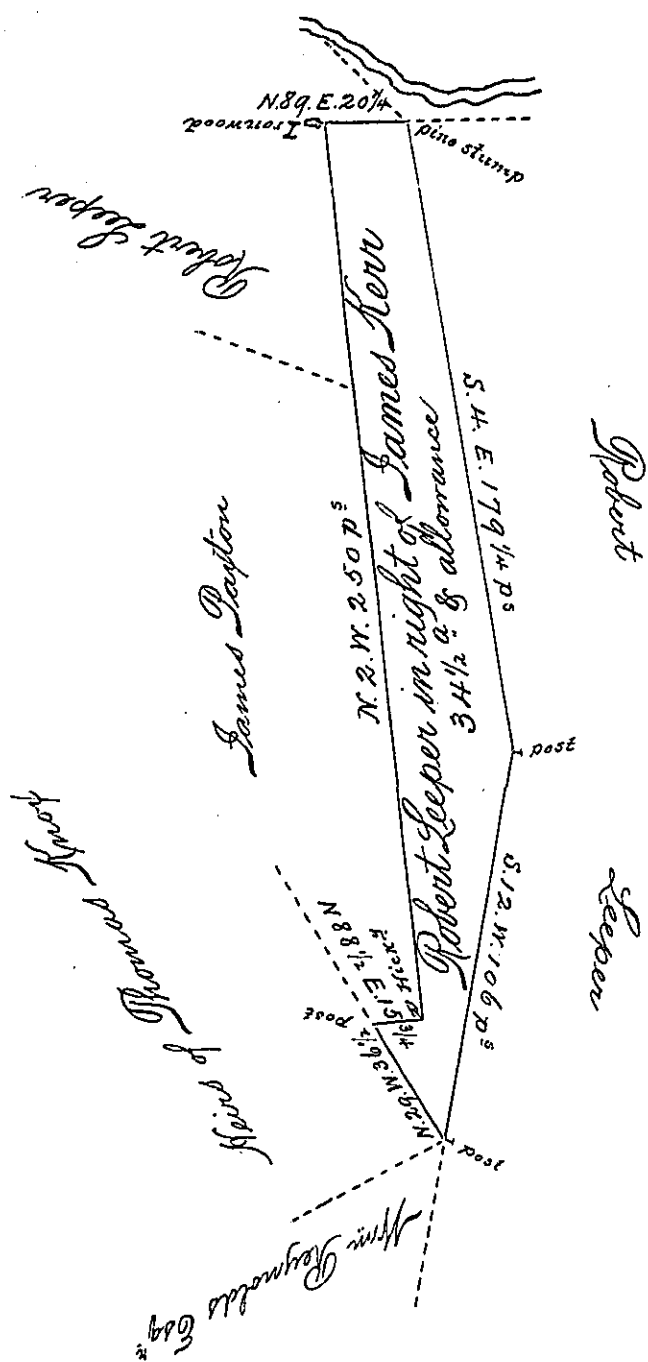 N.89.E.20¼
Ironwood
pine stump
Robert Leeper
Robert Leeper in right of James Kerr
34½ a & allowance
S.4.E.179¼ pˢ
N.2.W.250 pˢ
James Paxton
Robert
Leeper
post
S.12.W.106 pˢ
N 88½ E 15
¾
Hickʸ
post
N.29.W.36½
post
Heirs of Thomas Knox
Wm. Reynolds Esqʳ